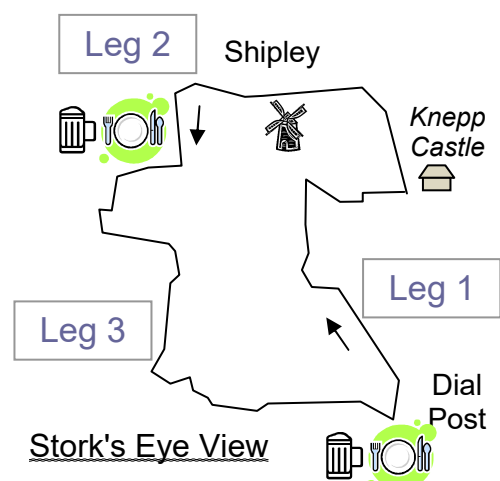 Leg 2
Shipley
Knepp
Castle
Leg 1
Leg 3
Dial
Post
Stork's Eye View